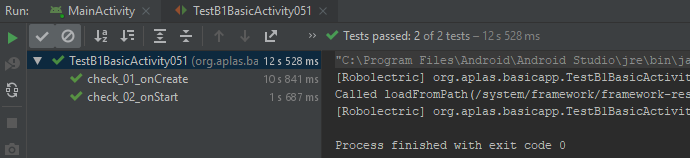 Run: MainActivity TestB1BasicActivity051
Tests passed: 2 of 2 tests – 12 s 528 ms
TestB1BasicActivity051 (org.aplas.ba 12 s 528 ms
check_01_onCreate 10 s 841 ms
check_02_onStart 1 s 687 ms
"C:\Program Files\Android\Android Studio\jre\bin\ja
[Robolectric] org.aplas.basicapp.TestB1BasicActivit
Called loadFromPath(/system/framework/framework-res
[Robolectric] org.aplas.basicapp.TestB1BasicActivit
Process finished with exit code 0